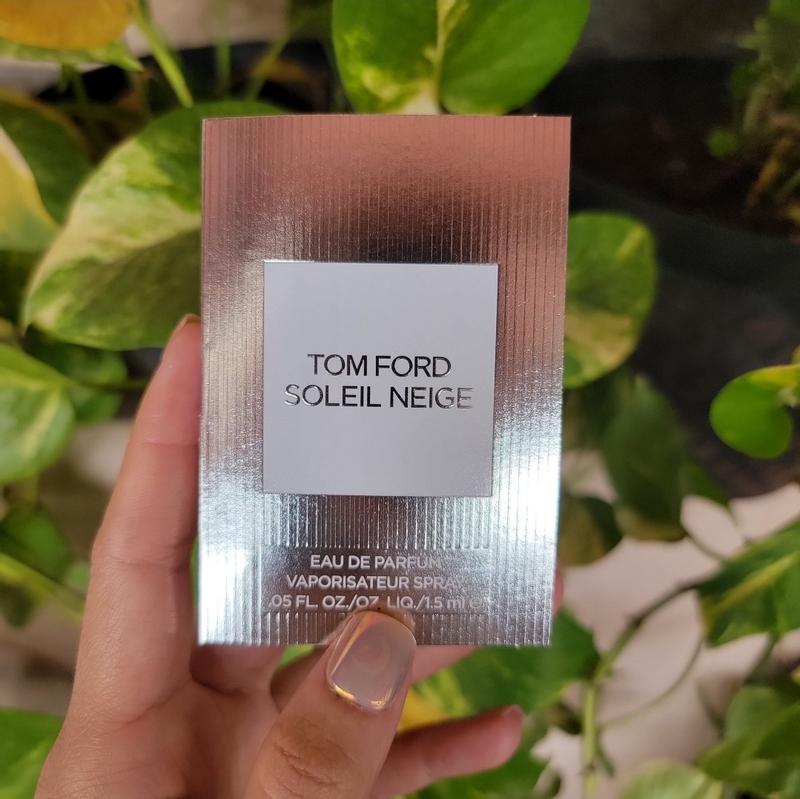 TOM FORD
SOLEIL NEIGE
EAU DE PARFUM
VAPORISATEUR SPRAY
.05 FL. OZ./OZ. LIQ./1.5 ml e